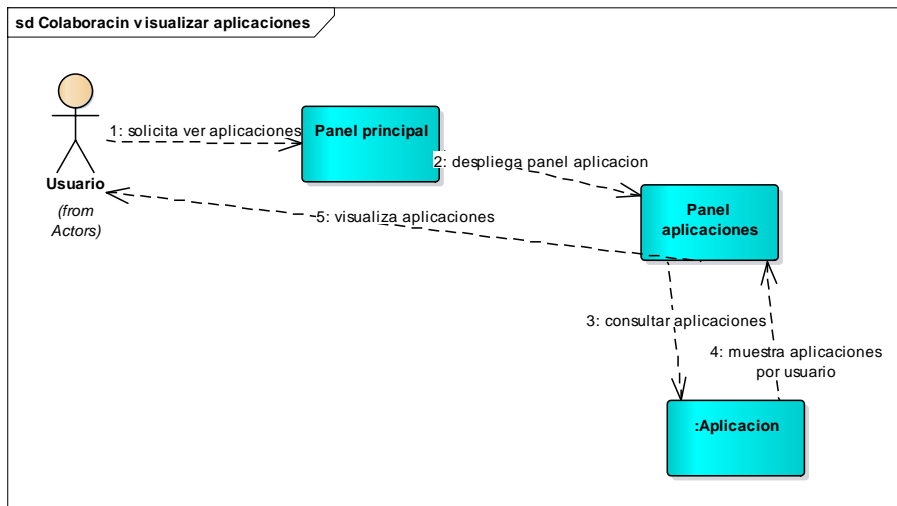 sd Colaboracin visualizar aplicaciones
1: solicita ver aplicaciones
Panel principal
2: despliega panel aplicacion
Usuario
(from
Actors)
5: visualiza aplicaciones
Panel
aplicaciones
3: consultar aplicaciones
4: muestra aplicaciones
por usuario
:Aplicacion